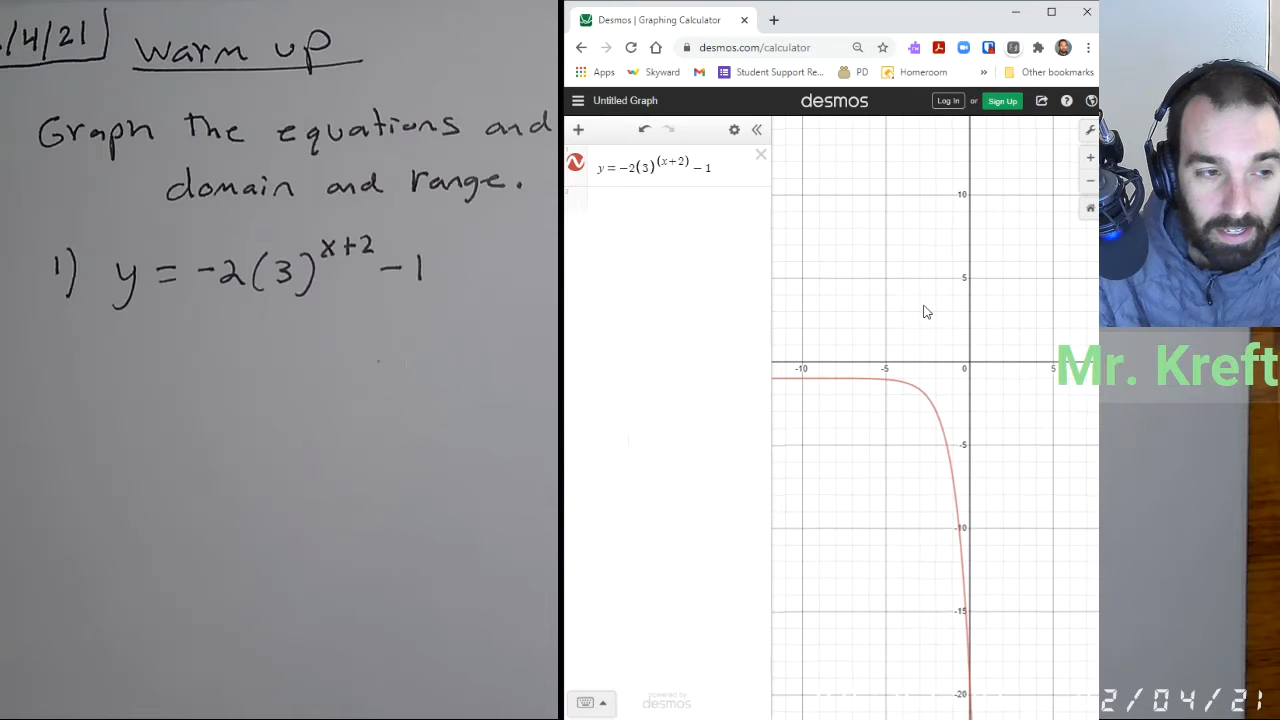 /4/21 Warm up
Graph the equations and
domain and range.
1) y = -2(3)^{x+2} - 1
Desmos | Graphing Calculator
desmos.com/calculator
Apps Skyward Student Support Re... PD Homeroom » Other bookmarks
Untitled Graph desmos Log In or Sign Up
y = -2(3)^{(x+2)} - 1
10
5
-10 -5 0 5
-5
-10
-15
-20
powered by
desmos
Mr. Kreft
2/04/21